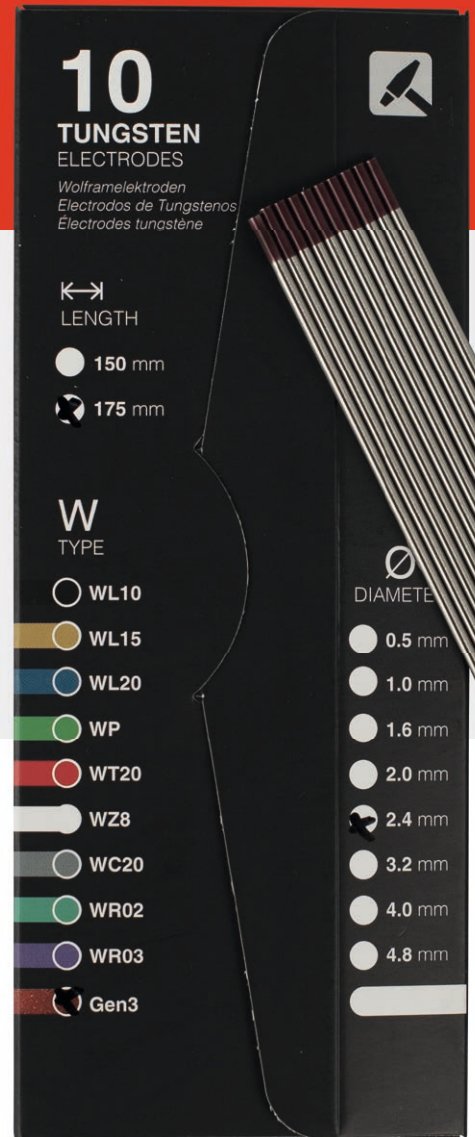 10
TUNGSTEN
ELECTRODES
Wolframelektroden
Electrodos de Tungstenos
Électrodes tungstène
LENGTH
150 mm
175 mm
W
TYPE
WL10
WL15
WL20
WP
WT20
WZ8
WC20
WR02
WR03
Gen3
Ø
DIAMETE
0.5 mm
1.0 mm
1.6 mm
2.0 mm
2.4 mm
3.2 mm
4.0 mm
4.8 mm